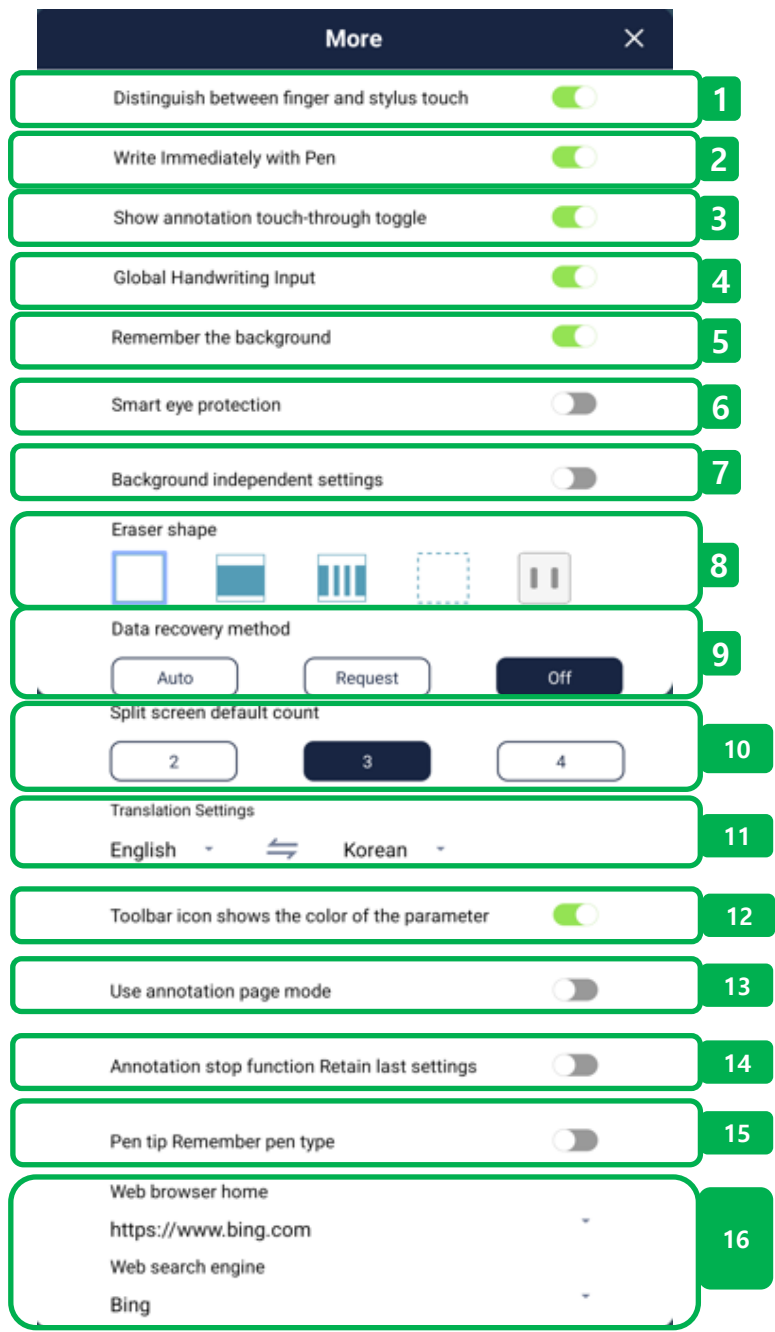 More
Distinguish between finger and stylus touch 1
Write Immediately with Pen 2
Show annotation touch-through toggle 3
Global Handwriting Input 4
Remember the background 5
Smart eye protection 6
Background independent settings 7
Eraser shape
8
Data recovery method
9
Auto Request Off
Split screen default count
10
2 3 4
Translation Settings
11
English Korean
Toolbar icon shows the color of the parameter 12
Use annotation page mode 13
Annotation stop function Retain last settings 14
Pen tip Remember pen type 15
Web browser home
https://www.bing.com
16
Web search engine
Bing